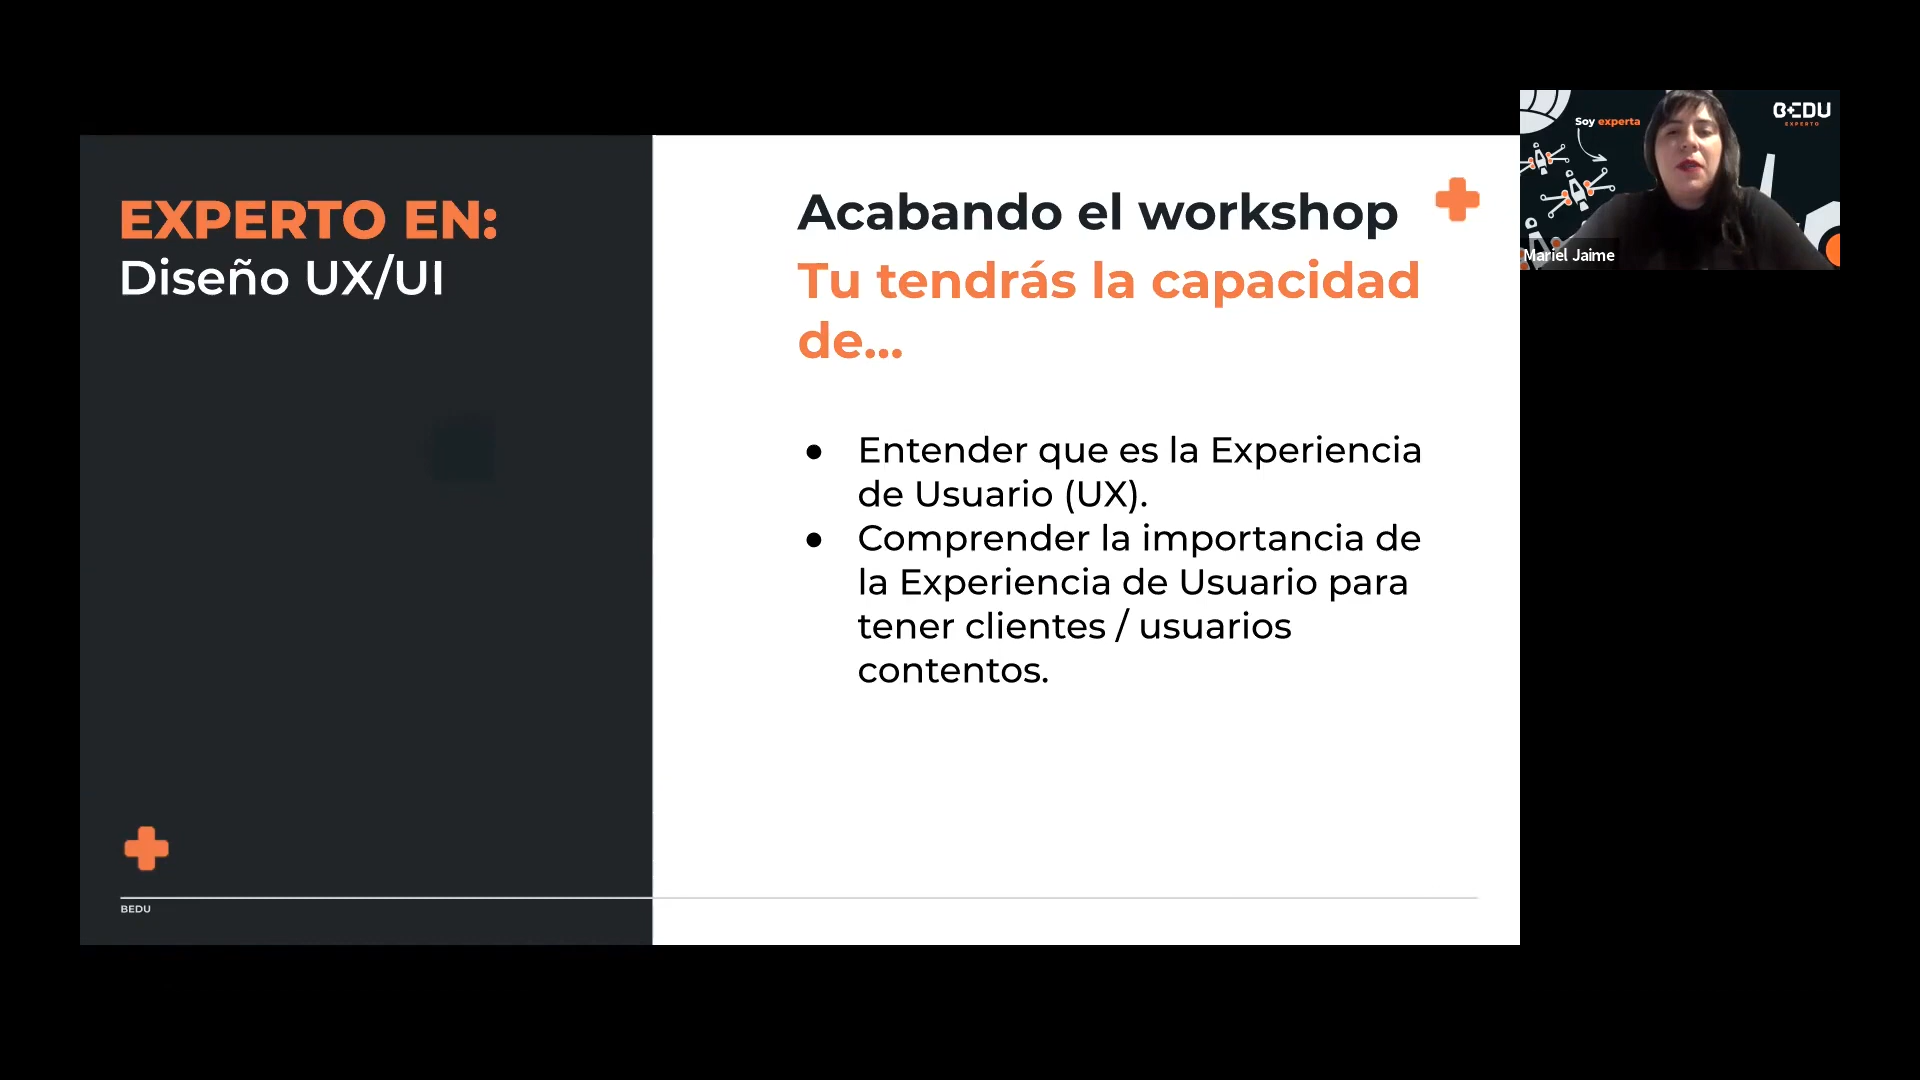 EXPERTO EN:
Diseño UX/UI
BEDU
Acabando el workshop
Tu tendrás la capacidad
de...
● Entender que es la Experiencia
de Usuario (UX).
● Comprender la importancia de
la Experiencia de Usuario para
tener clientes / usuarios
contentos.
Soy experta
BEDU
EXPERTO
Mariel Jaime